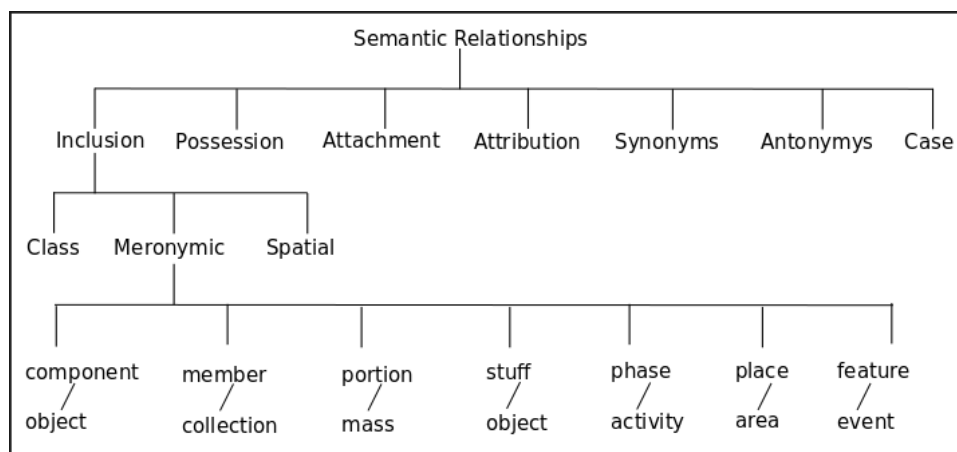 Semantic Relationships
Inclusion Possession Attachment Attribution Synonyms Antonymys Case
Class Meronymic Spatial
component member portion stuff phase place feature
object collection mass object activity area event